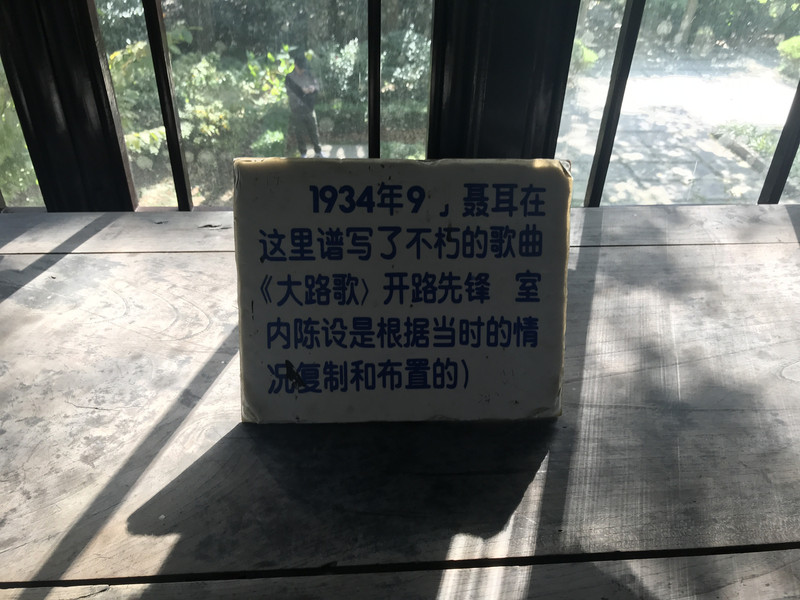 1934年9 聂耳在
这里谱写了不朽的歌曲
《大路歌》开路先锋 室
内陈设是根据当时的情
况复制和布置的）